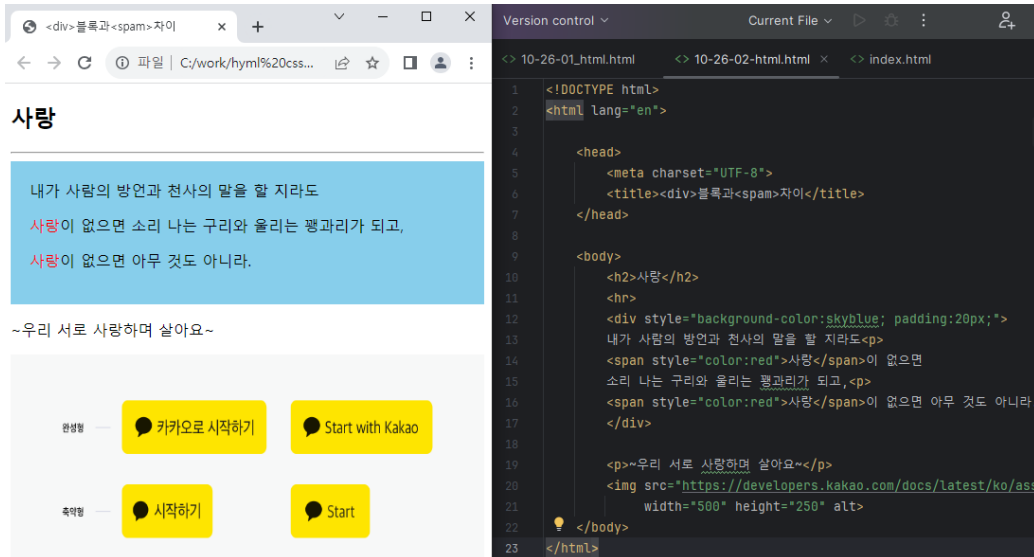 <div>블록과<spam>차이
파일 | C:/work/hyml%20css...
사랑
내가 사람의 방언과 천사의 말을 할 지라도
사랑이 없으면 소리 나는 구리와 울리는 꽹과리가 되고,
사랑이 없으면 아무 것도 아니라.
~우리 서로 사랑하며 살아요~
완성형
카카오로 시작하기
Start with Kakao
축약형
시작하기
Start
Version control
Current File
<> 10-26-01_html.html
<> 10-26-02-html.html
<> index.html
1 <!DOCTYPE html>
2 <html lang="en">
3
4 <head>
5 <meta charset="UTF-8">
6 <title><div>블록과<spam>차이</title>
7 </head>
8
9 <body>
10 <h2>사랑</h2>
11 <hr>
12 <div style="background-color:skyblue; padding:20px;">
13 내가 사람의 방언과 천사의 말을 할 지라도<p>
14 <span style="color:red">사랑</span>이 없으면
15 소리 나는 구리와 울리는 꽹과리가 되고,<p>
16 <span style="color:red">사랑</span>이 없으면 아무 것도 아니라
17 </div>
18
19 <p>~우리 서로 사랑하며 살아요~</p>
20 <img src="https://developers.kakao.com/docs/latest/ko/ass
21 width="500" height="250" alt>
22 </body>
23 </html>